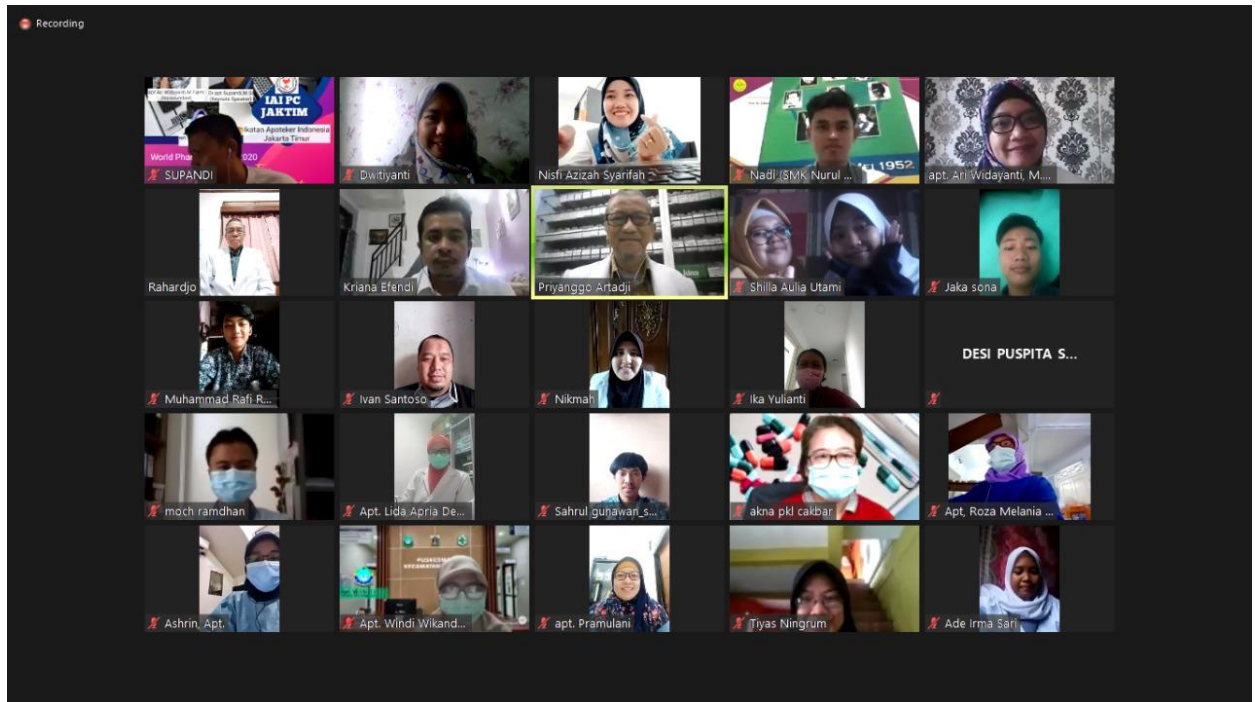 Recording
IAI PC
JAKTIM
Ikatan Apoteker Indonesia
Jakarta Timur
World Phar
2020
SUPANDI
Dwitiyanti
Nisfi Azizah Syarifah
1952
Nadi (SMK Nurul ...
apt. Ari Widayanti, M....
Rahardjo
Kriana Efendi
Priyanggo Artadji
Shilla Aulia Utami
Jaka sona
Muhammad Rafi R...
Ivan Santoso
Nikmah
Ika Yulianti
DESI PUSPITA S...
moch ramdhan
Apt. Lida Apria De...
Sahrul gunawan_s...
akna pkl cakbar
Apt, Roza Melania ...
Ashrin, Apt.
PUSKESMAS
KECAMATAN
Apt. Windi Wikand...
apt. Pramulani
Tiyas Ningrum
Ade Irma Sari